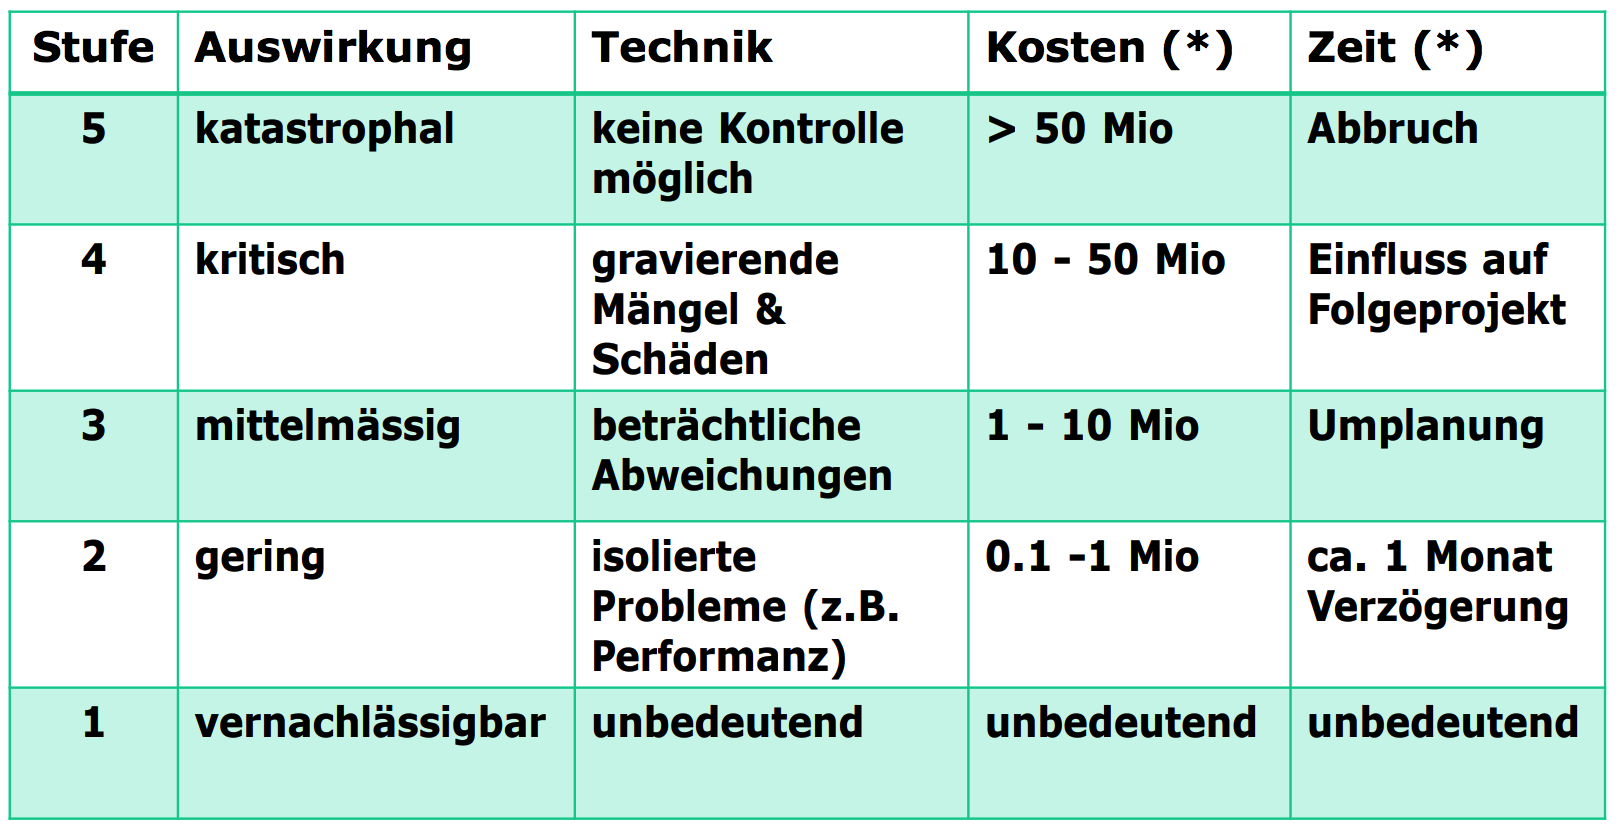 Stufe Auswirkung Technik Kosten (*) Zeit (*)
5 katastrophal keine Kontrolle > 50 Mio Abbruch
möglich
4 kritisch gravierende 10 – 50 Mio Einfluss auf
Mängel & Folgeprojekt
Schäden
3 mittelmässig beträchtliche 1 – 10 Mio Umplanung
Abweichungen
2 gering isolierte 0.1 –1 Mio ca. 1 Monat
Probleme (z.B. Verzögerung
Performanz)
1 vernachlässigbar unbedeutend unbedeutend unbedeutend